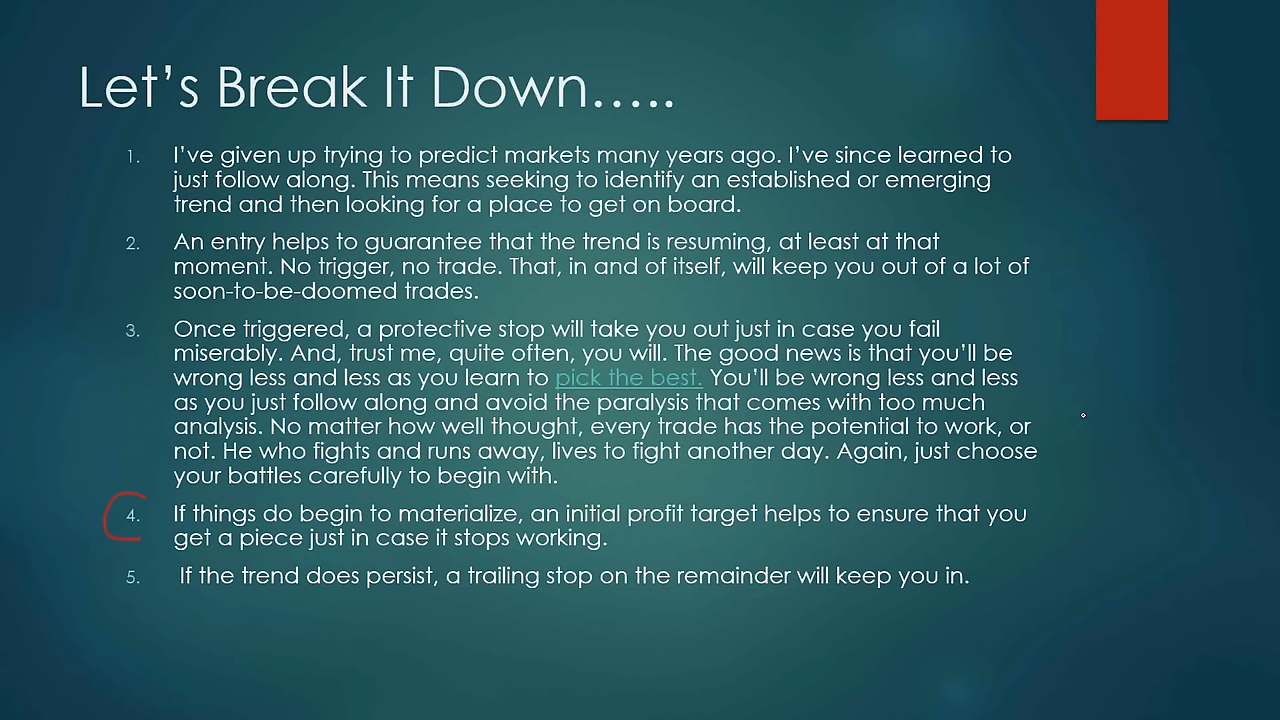 Let's Break It Down.....
1. I've given up trying to predict markets many years ago. I've since learned to
just follow along. This means seeking to identify an established or emerging
trend and then looking for a place to get on board.
2. An entry helps to guarantee that the trend is resuming, at least at that
moment. No trigger, no trade. That, in and of itself, will keep you out of a lot of
soon-to-be-doomed trades.
3. Once triggered, a protective stop will take you out just in case you fail
miserably. And, trust me, quite often, you will. The good news is that you'll be
wrong less and less as you learn to pick the best. You'll be wrong less and less
as you just follow along and avoid the paralysis that comes with too much
analysis. No matter how well thought, every trade has the potential to work, or
not. He who fights and runs away, lives to fight another day. Again, just choose
your battles carefully to begin with.
4. If things do begin to materialize, an initial profit target helps to ensure that you
get a piece just in case it stops working.
5. If the trend does persist, a trailing stop on the remainder will keep you in.